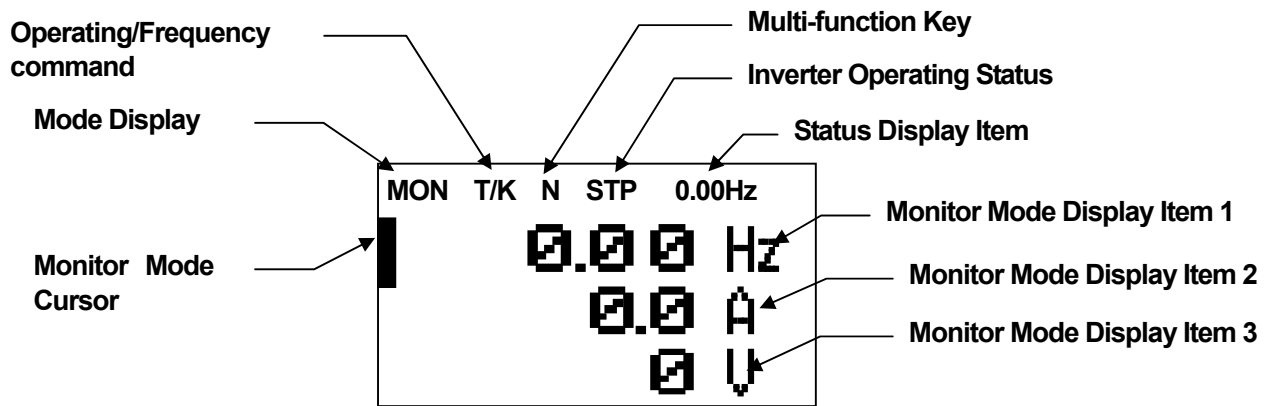 Operating/Frequency
command
Multi-function Key
Inverter Operating Status
Mode Display
Status Display Item
MON T/K N STP 0.00Hz
Monitor Mode Display Item 1
0.00 Hz
Monitor Mode
Cursor
Monitor Mode Display Item 2
0.0 A
Monitor Mode Display Item 3
0 V